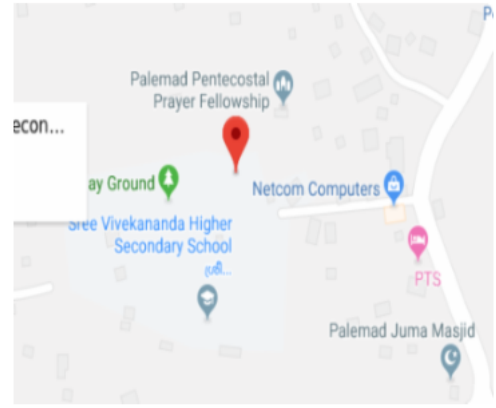 P
Palemad Pentecostal
Prayer Fellowship
econ...
ay Ground
Netcom Computers
Sree Vivekananda Higher
Secondary School
ശ്രീ...
PTS
Palemad Juma Masjid